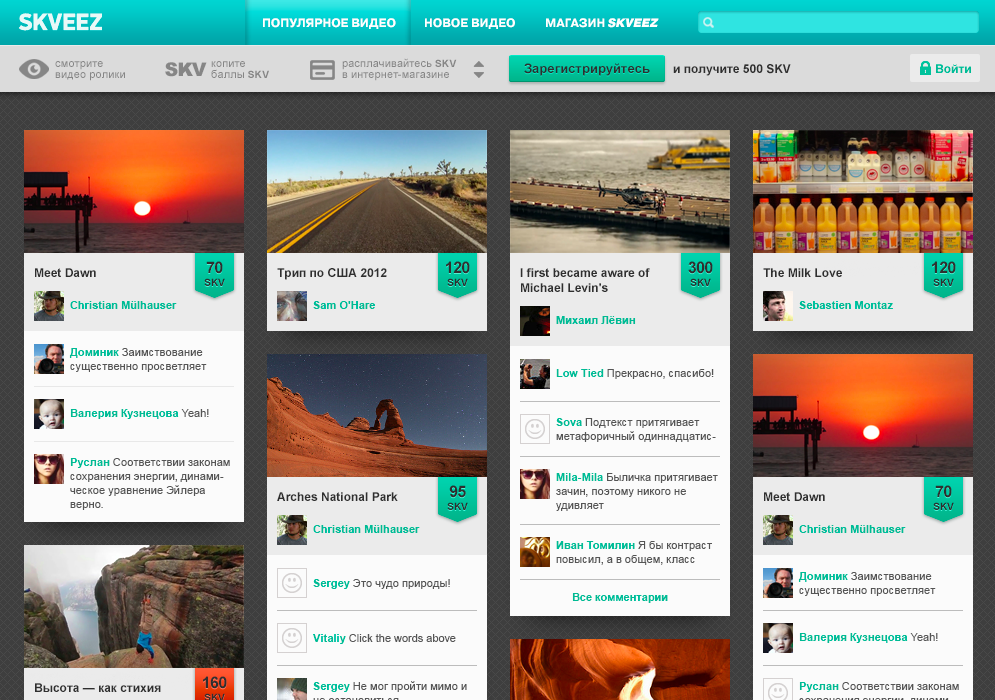 SKVEEZ
ПОПУЛЯРНОЕ ВИДЕО
НОВОЕ ВИДЕО
МАГАЗИН SKVEEZ
смотрите
видео ролики
SKV
копите
баллы SKV
расплачивайтесь SKV
в интернет-магазине
Зарегистрируйтесь
и получите 500 SKV
Войти
Meet Dawn
70
SKV
Christian Mülhauser
Доминик Заимствование
существенно просветляет
Валерия Кузнецова Yeah!
Руслан Соответствии законам
сохранения энергии, динами-
ческое уравнение Эйлера
верно.
Высота — как стихия
160
SKV
Трип по США 2012
120
SKV
Sam O'Hare
Arches National Park
95
SKV
Christian Mülhauser
Sergey Это чудо природы!
Vitaliy Click the words above
Sergey Не мог пройти мимо и
не остановиться
I first became aware of
Michael Levin's
300
SKV
Михаил Лёвин
Low Tied Прекрасно, спасибо!
Sova Подтекст притягивает
метафоричный одиннадцатис-
Mila-Mila Быличка притягивает
зачин, поэтому никого не
удивляет
Иван Томилин Я бы контраст
повысил, а в общем, класс
Все комментарии
The Milk Love
120
SKV
Sebastien Montaz
Meet Dawn
70
SKV
Christian Mülhauser
Доминик Заимствование
существенно просветляет
Валерия Кузнецова Yeah!
Руслан Соответствии законам
сохранения энергии, динами-